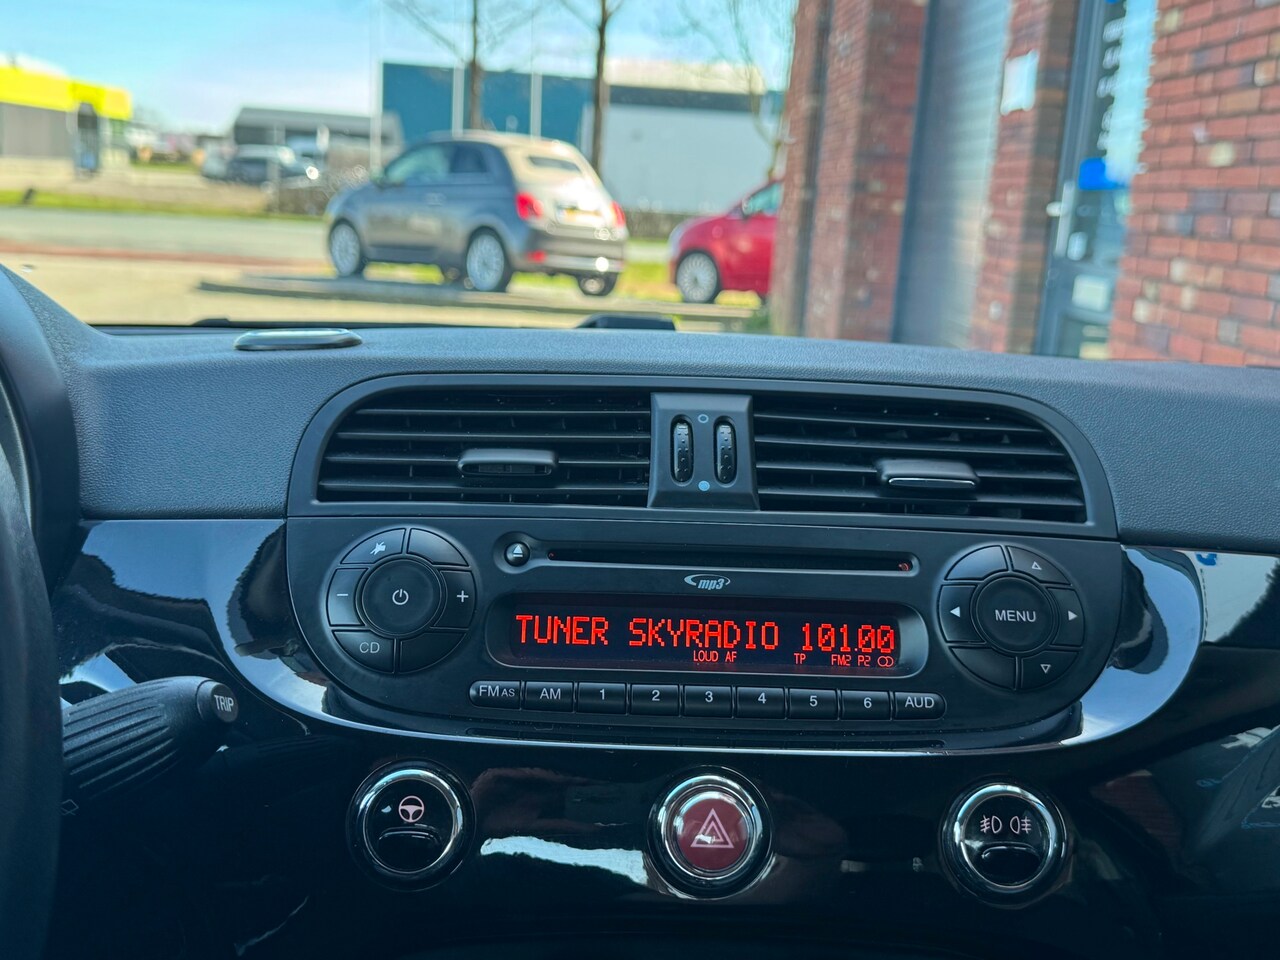 mp3
TUNER SKYRADIO 101.00
LOUD AF TP FM2 P2
CD
MENU
FM AS AM 1 2 3 4 5 6 AUD
TRIP